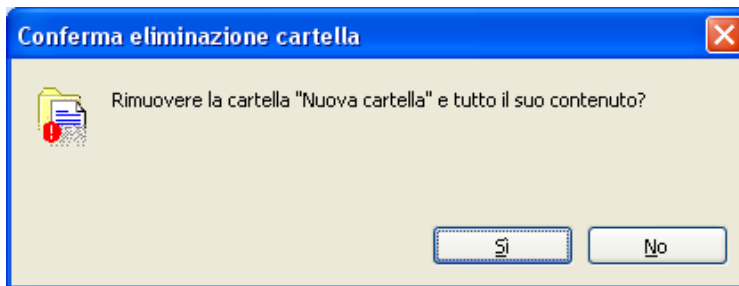 Conferma eliminazione cartella
Rimuovere la cartella "Nuova cartella" e tutto il suo contenuto?
Sì
No